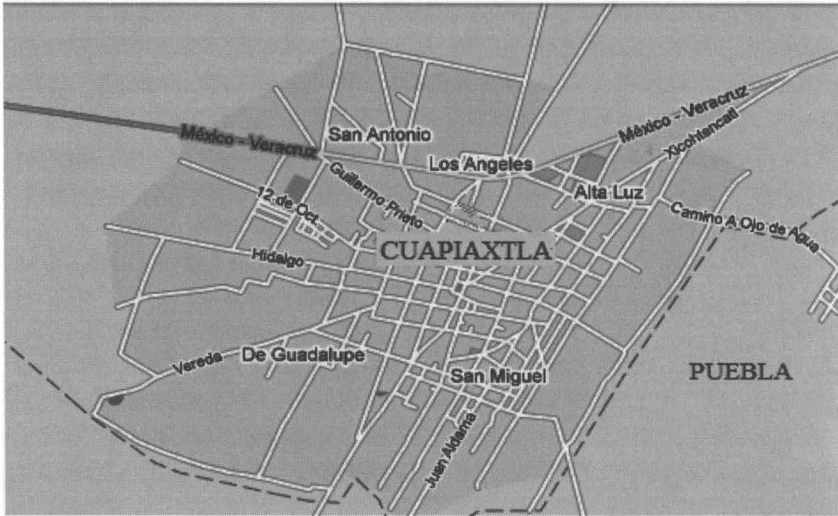 México - Veracruz
México - Veracruz
San Antonio
Los Angeles
Xicohtencatl
Guillermo Prieto
Alta Luz
12 de Oct
Camino A Ojo de Agua
CUAPIAXTLA
Hidalgo
Vereda
De Guadalupe
San Miguel
PUEBLA
Juan Aldama